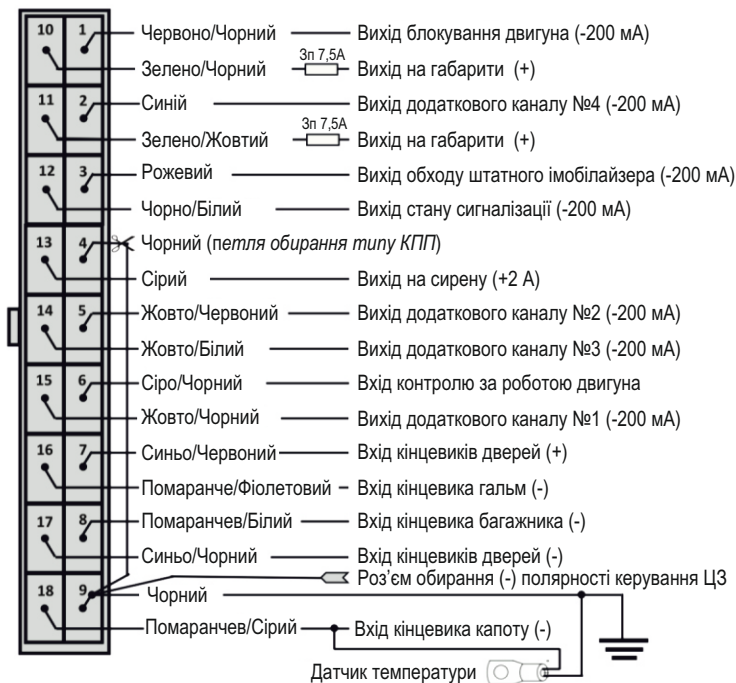 10 1 Червоно/Чорний Вихід блокування двигуна (-200 мА)
Зп 7,5А
Зелено/Чорний Вихід на габарити (+)
11 2 Синій Вихід додаткового каналу №4 (-200 мА)
Зп 7,5А
Зелено/Жовтий Вихід на габарити (+)
12 3 Рожевий Вихід обходу штатного імобілайзера (-200 мА)
Чорно/Білий Вихід стану сигналізації (-200 мА)
13 4 Чорний (петля обирання типу КПП)
Сірий Вихід на сирену (+2 А)
14 5 Жовто/Червоний Вихід додаткового каналу №2 (-200 мА)
Жовто/Білий Вихід додаткового каналу №3 (-200 мА)
15 6 Сіро/Чорний Вхід контролю за роботою двигуна
Жовто/Чорний Вихід додаткового каналу №1 (-200 мА)
16 7 Синьо/Червоний Вхід кінцевиків дверей (+)
Помаранче/Фіолетовий Вхід кінцевика гальм (-)
17 8 Помаранчев/Білий Вхід кінцевика багажника (-)
Синьо/Чорний Вхід кінцевиків дверей (-)
Роз’єм обирання (-) полярності керування ЦЗ
18 9 Чорний
Помаранчев/Сірий Вхід кінцевика капоту (-)
Датчик температури